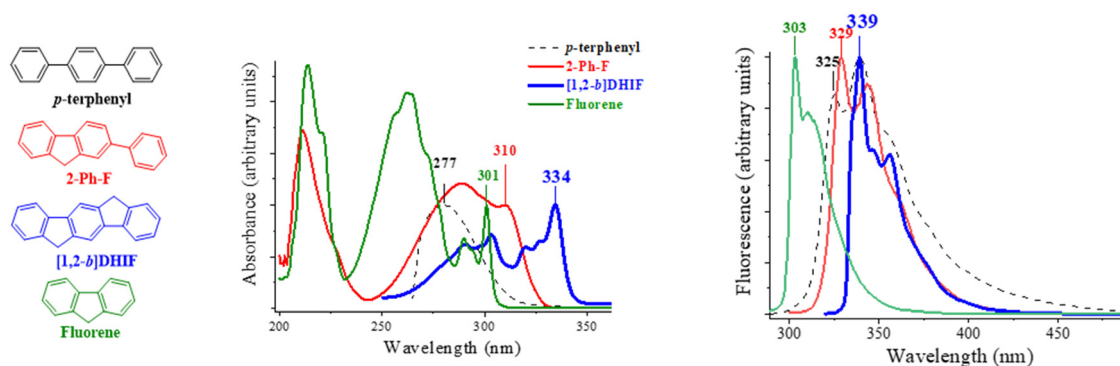 p-terphenyl
2-Ph-F
[1,2-b]DHIF
Fluorene
Absorbance (arbitrary units)
p-terphenyl
2-Ph-F
[1,2-b]DHIF
Fluorene
277
301
310
334
200
250
300
350
Wavelength (nm)
Fluorescence (arbitrary units)
303
325
329
339
300
350
400
450
Wavelength (nm)